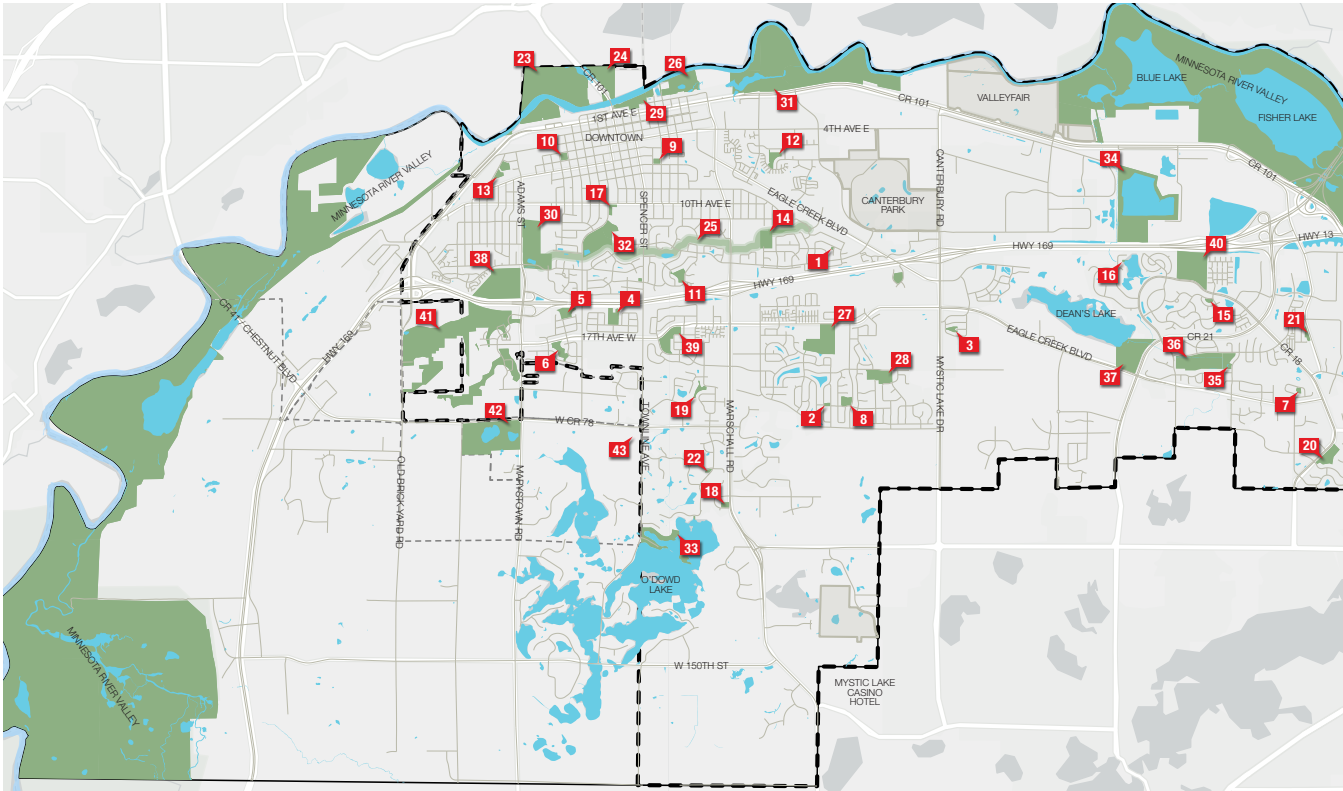 23
24
26
CR 101
MINNESOTA RIVER VALLEY
BLUE LAKE
FISHER LAKE
VALLEYFAIR
CR 101
31
29
1ST AVE E
DOWNTOWN
4TH AVE E
10
9
12
34
CR 101
MINNESOTA RIVER VALLEY
13
17
ADAMS ST
SPENCER ST
10TH AVE E
EAGLE CREEK BLVD
CANTERBURY PARK
CANTERBURY RD
30
32
25
14
HWY 169
40
HWY 13
38
1
16
11
HWY 169
5
4
15
41
CR 41 / CHESTNUT BLVD
HWY 169
17TH AVE W
27
DEAN'S LAKE
21
CR 21
3
EAGLE CREEK BLVD
36
CR 18
39
6
28
MYSTIC LAKE DR
37
35
19
MARSCHALL RD
2
8
7
42
W CR 78
TOWNLINE AVE
43
20
22
OLD BRICK YARD RD
MARYSTOWN RD
18
33
O'DOWD
LAKE
MINNESOTA RIVER VALLEY
W 150TH ST
MYSTIC LAKE
CASINO
HOTEL